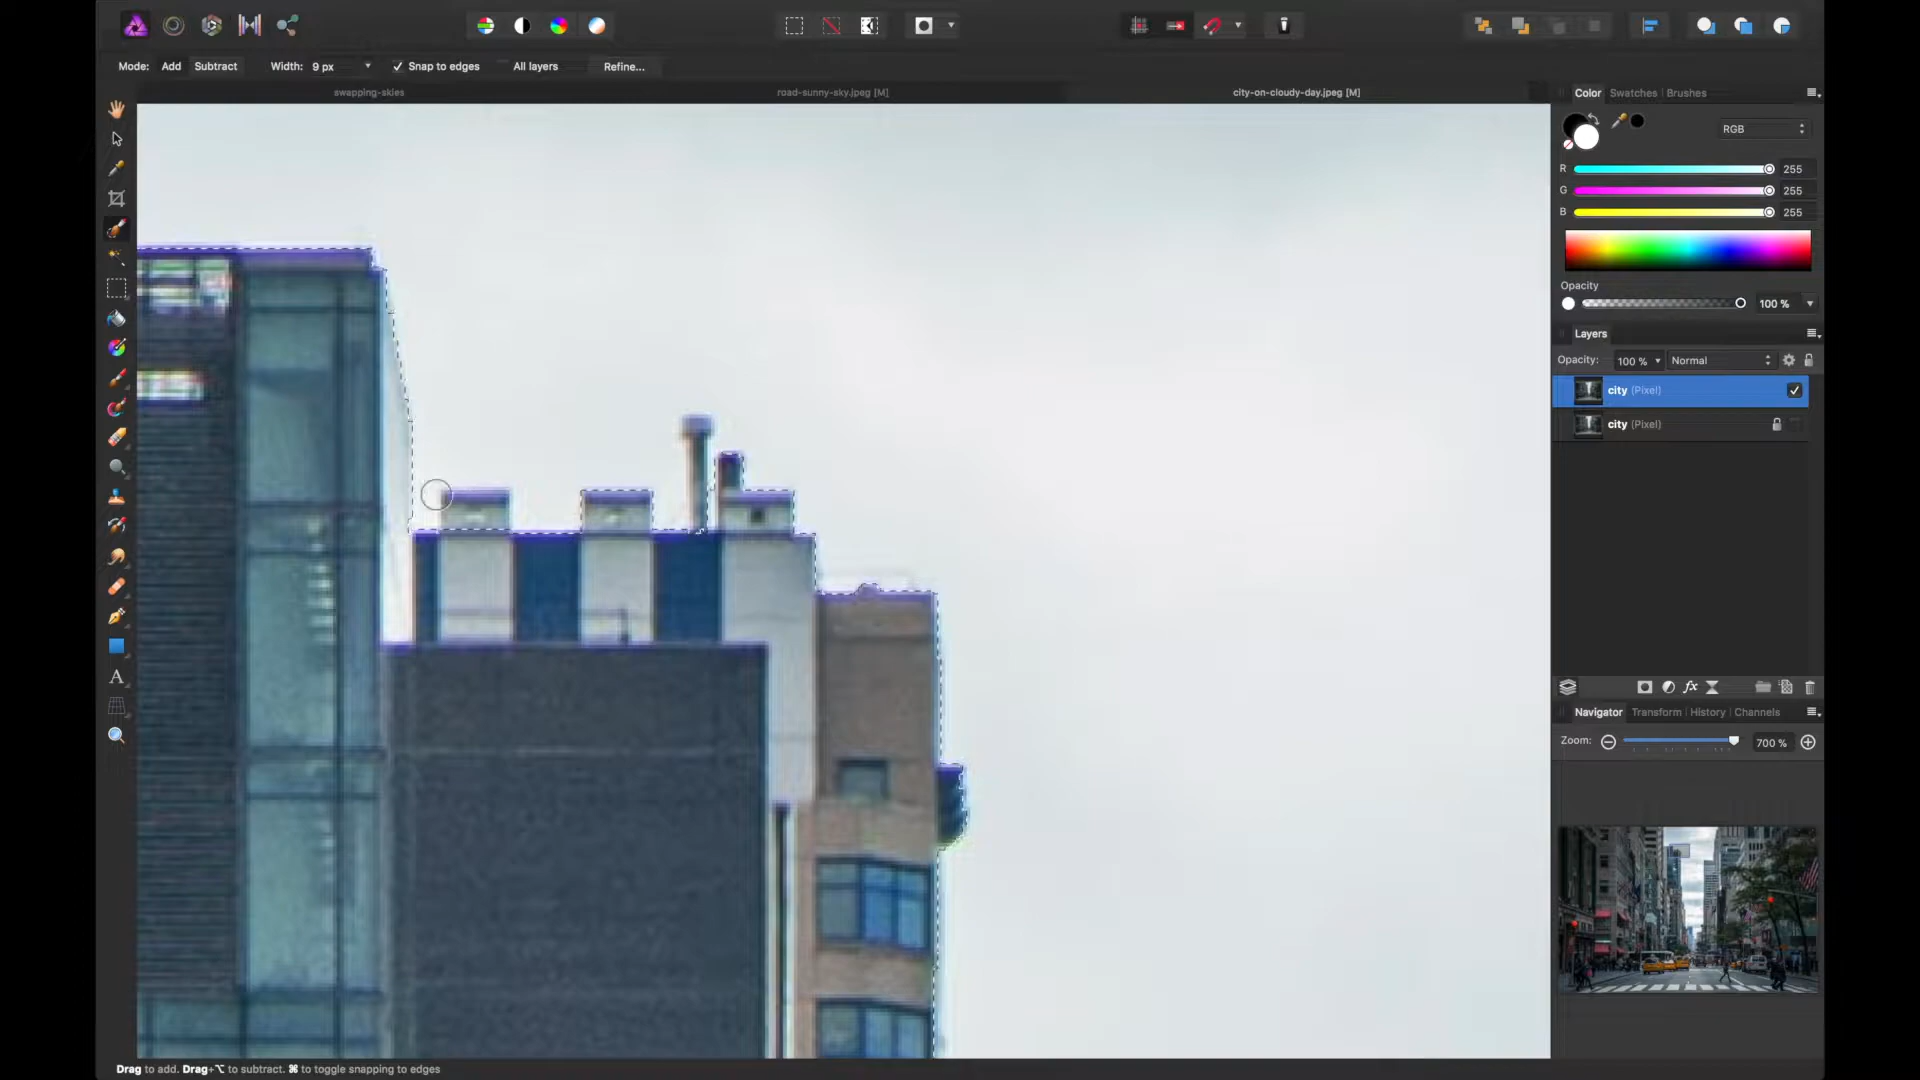 Mode: Add Subtract Width: 9 px Snap to edges All layers Refine...
swapping-skies road-sunny-sky.jpeg [M] city-on-cloudy-day.jpeg [M]
Color Swatches Brushes
RGB
R 255
G 255
B 255
Opacity
100 %
Layers
Opacity: 100 % Normal
city (Pixel)
city (Pixel)
fx
Navigator Transform History Channels
Zoom: 700 %
A
Drag to add. Drag+⌥ to subtract. ⌘ to toggle snapping to edges